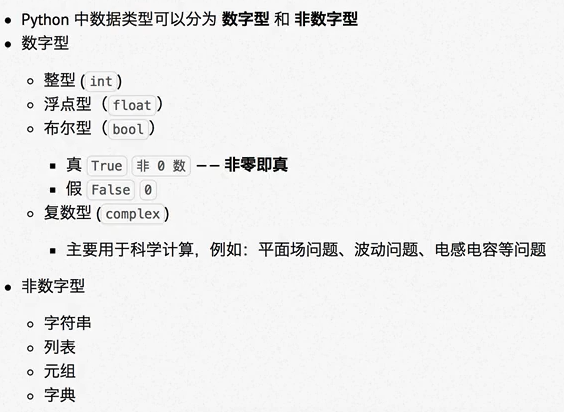 Python 中数据类型可以分为 数字型 和 非数字型
数字型
整型 (int)
浮点型（float）
布尔型（bool）
真 True 非 0 数 —— 非零即真
假 False 0
复数型 (complex)
主要用于科学计算，例如：平面场问题、波动问题、电感电容等问题
非数字型
字符串
列表
元组
字典